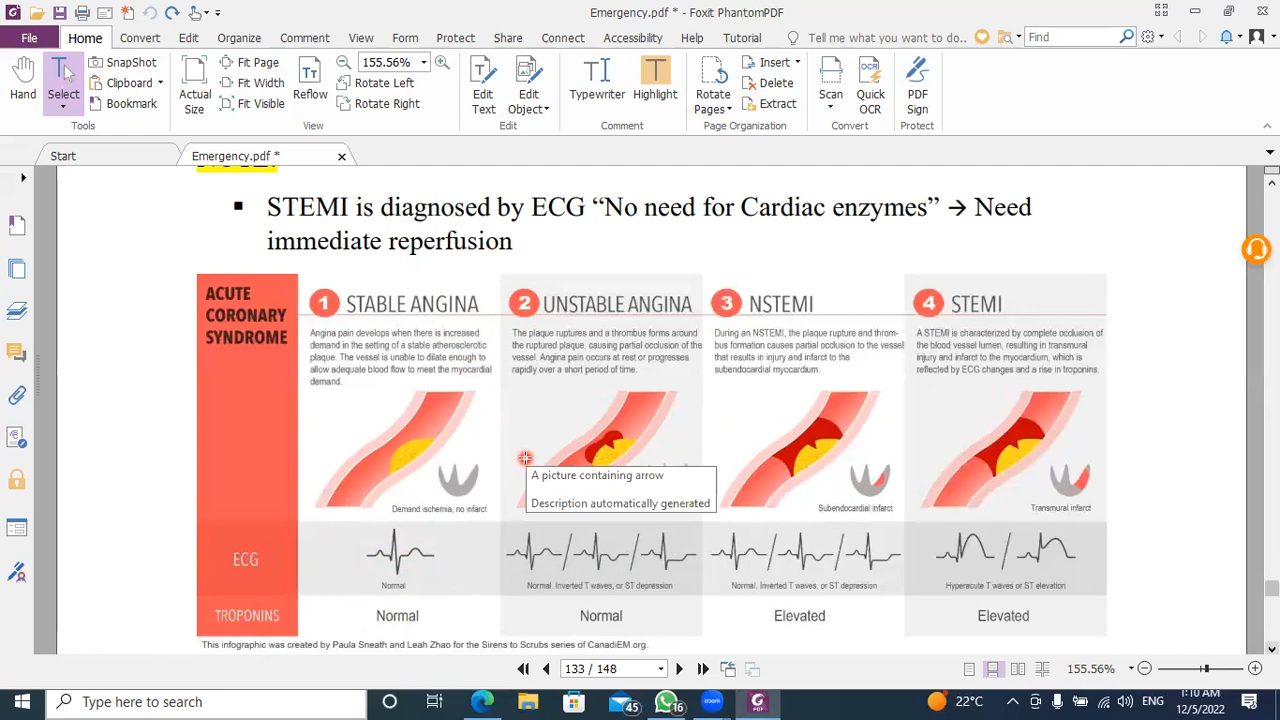 Emergency.pdf * - Foxit PhantomPDF
File Home Convert Edit Organize Comment View Form Protect Share Connect Accessibility Help Tutorial Tell me what you want to do... Find
Hand
Select
SnapShot
Clipboard
Bookmark
Actual Size
Fit Page
Fit Width
Fit Visible
Reflow
155.56%
Rotate Left
Rotate Right
Edit Text
Edit Object
Typewriter
Highlight
Rotate Pages
Insert
Delete
Extract
Scan
Quick OCR
PDF Sign
Tools View Edit Comment Page Organization Convert Protect
Start Emergency.pdf *
STEMI is diagnosed by ECG “No need for Cardiac enzymes” → Need
immediate reperfusion
ACUTE
CORONARY
SYNDROME
1 STABLE ANGINA
Angina pain develops when there is increased
demand in the setting of a stable atherosclerotic
plaque. The vessel is unable to dilate enough to
allow adequate blood flow to meet the myocardial
demand.
Demand ischemia, no infarct
2 UNSTABLE ANGINA
The plaque ruptures and a thrombus forms around
the ruptured plaque, causing partial occlusion of the
vessel. Angina pain occurs at rest or progresses
rapidly over a short period of time.
A picture containing arrow
Description automatically generated
3 NSTEMI
During an NSTEMI, the plaque rupture and throm-
bus formation causes partial occlusion to the vessel
that results in injury and infarct to the
subendocardial myocardium.
Subendocardial infarct
4 STEMI
A STEMI is characterized by complete occlusion of
the blood vessel lumen, resulting in transmural
injury and infarct to the myocardium, which is
reflected by ECG changes and a rise in troponins.
Transmural infarct
ECG
Normal
Normal, Inverted T waves, or ST depression
Normal, Inverted T waves, or ST depression
Hyperacute T waves or ST elevation
TROPONINS Normal Normal Elevated Elevated
This infographic was created by Paula Sneath and Leah Zhao for the Sirens to Scrubs series of CanadiEM.org.
133 / 148 155.56%
Type here to search
45
16
zoom
22°C
ENG
1:10 AM
12/5/2022